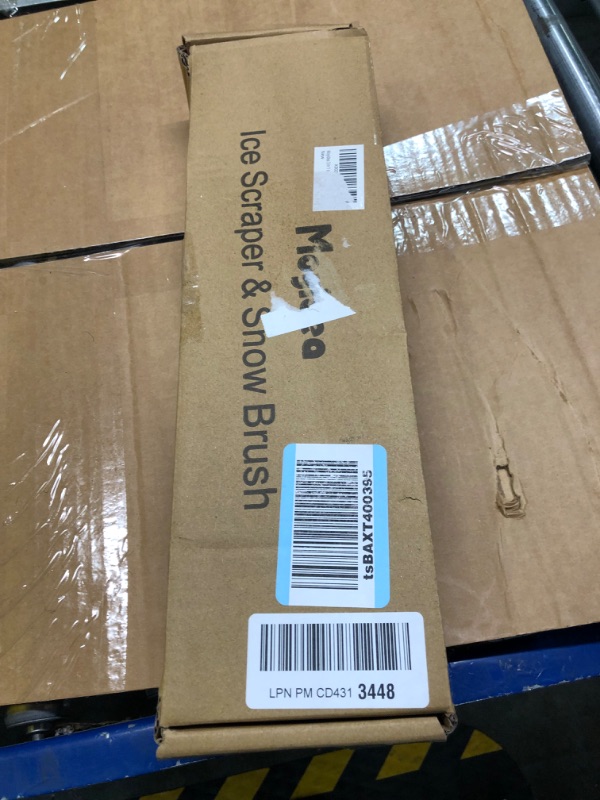 Ice Scraper & Snow Brush
tsBAXT400395
LPN PM CD431 3448